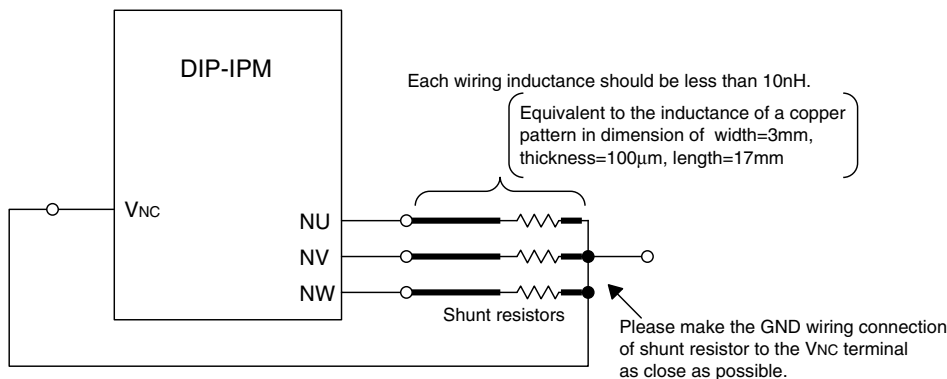 DIP-IPM
Each wiring inductance should be less than 10nH.
Equivalent to the inductance of a copper
pattern in dimension of width=3mm,
thickness=100μm, length=17mm
VNC
NU
NV
NW
Shunt resistors
Please make the GND wiring connection
of shunt resistor to the VNC terminal
as close as possible.